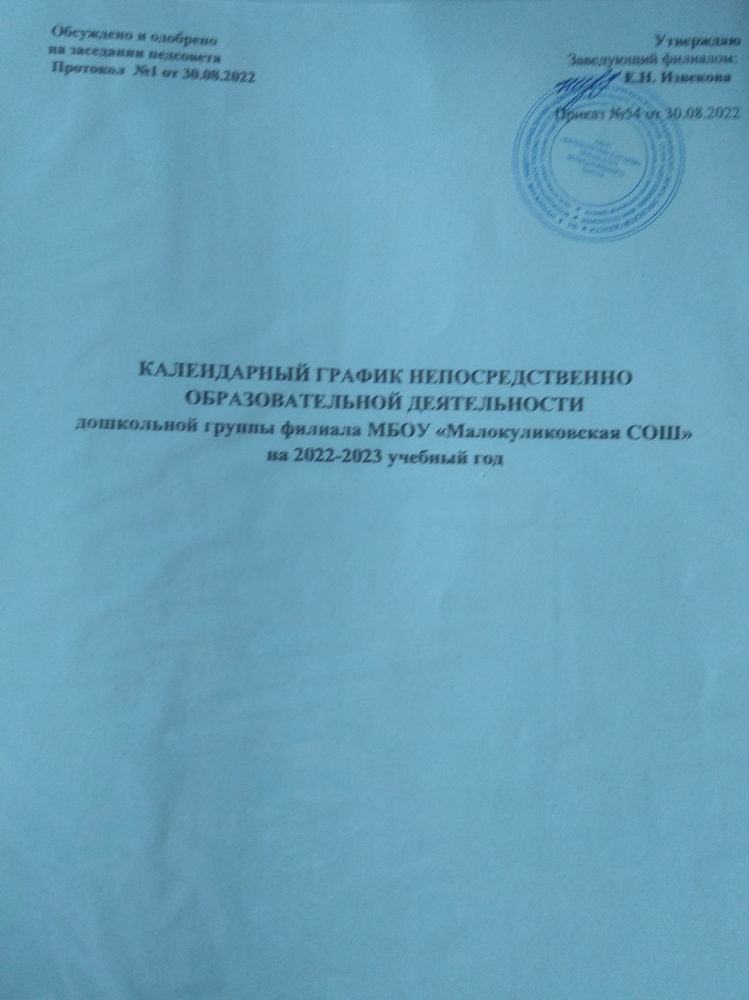 Обсуждено и одобрено
на заседании педсовета
Протокол №1 от 30.08.2022
Утверждаю
Заведующий филиалом:
Е.И. Извекова
Приказ №54 от 30.08.2022
КАЛЕНДАРНЫЙ ГРАФИК НЕПОСРЕДСТВЕННО
ОБРАЗОВАТЕЛЬНОЙ ДЕЯТЕЛЬНОСТИ
дошкольной группы филиала МБОУ «Малокуликовская СОШ»
на 2022-2023 учебный год